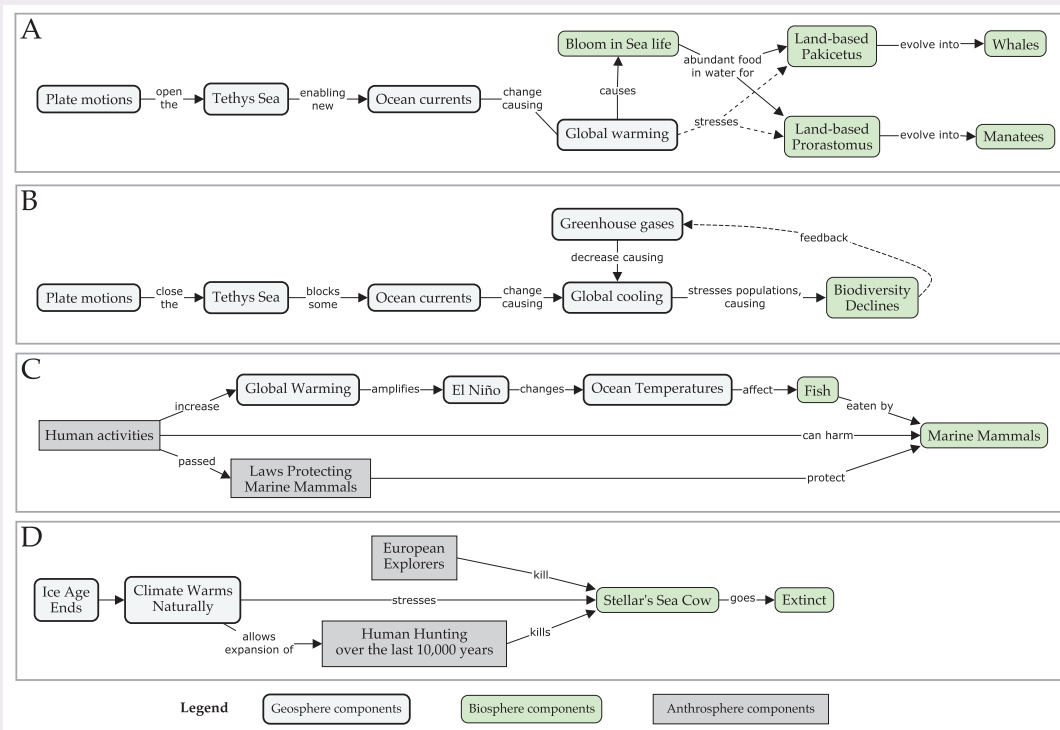 A
Plate motions
open
the
Tethys Sea
enabling
new
Ocean currents
change
causing
Global warming
causes
Bloom in Sea life
abundant food
in water for
stresses
Land-based
Pakicetus
evolve into
Whales
Land-based
Prorastomus
evolve into
Manatees
B
Plate motions
close
the
Tethys Sea
blocks
some
Ocean currents
change
causing
Global cooling
Greenhouse gases
decrease causing
stresses populations,
causing
Biodiversity
Declines
feedback
C
Human activities
increase
Global Warming
amplifies
El Niño
changes
Ocean Temperatures
affect
Fish
eaten by
can harm
Marine Mammals
passed
Laws Protecting
Marine Mammals
protect
D
Ice Age
Ends
Climate Warms
Naturally
European
Explorers
kill
stresses
Stellar's Sea Cow
goes
Extinct
allows
expansion of
Human Hunting
over the last 10,000 years
kills
Legend
Geosphere components
Biosphere components
Anthrosphere components